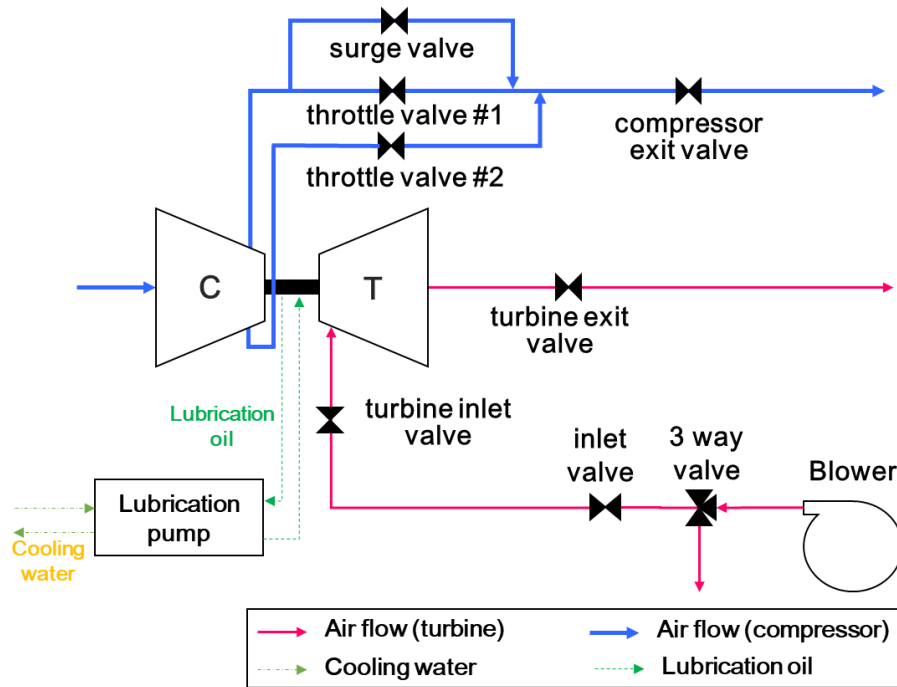 surge valve
throttle valve #1
compressor
exit valve
throttle valve #2
C
T
turbine exit
valve
Lubrication
oil
turbine inlet
valve
inlet
valve
3 way
valve
Blower
Lubrication
pump
Cooling
water
Air flow (turbine)
Air flow (compressor)
Cooling water
Lubrication oil